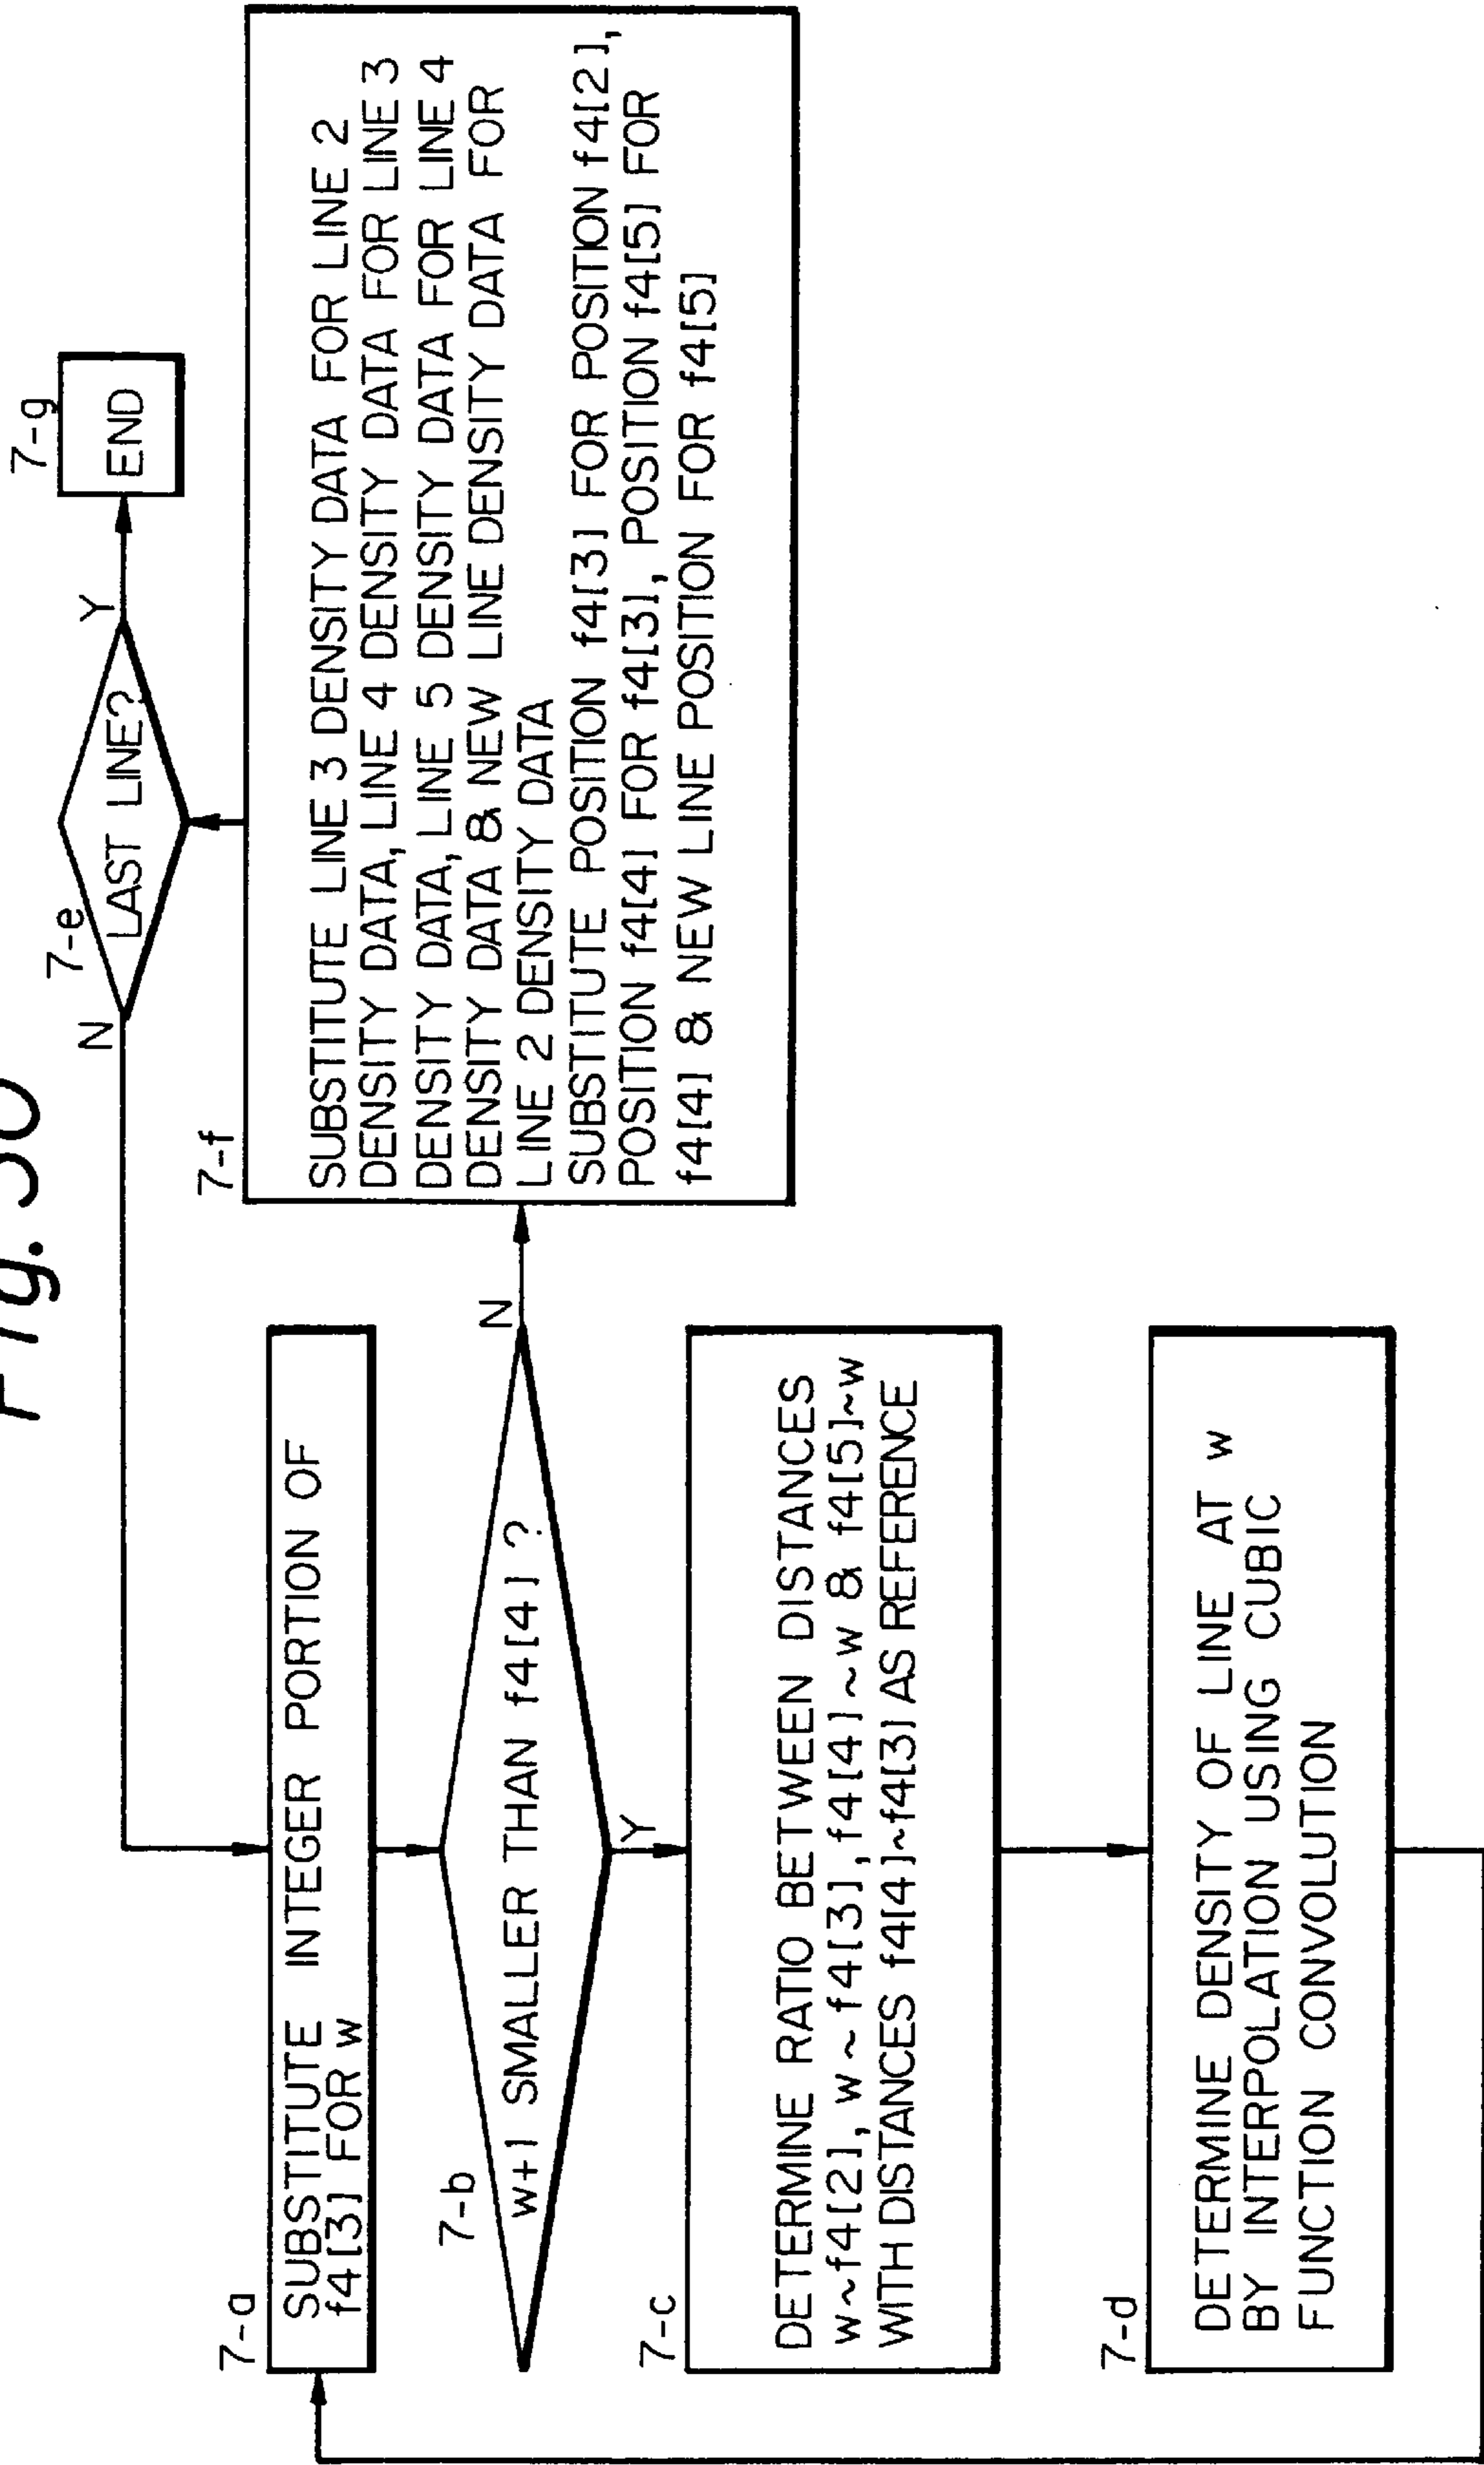 Fig. 30
7-a
SUBSTITUTE INTEGER PORTION OF
f4[3] FOR w
7-b
w+1 SMALLER THAN f4[4] ?
N
Y
7-c
DETERMINE RATIO BETWEEN DISTANCES
w~f4[2], w~f4[3], f4[4]~w & f4[5]~w
WITH DISTANCES f4[4]~f4[3] AS REFERENCE
7-d
DETERMINE DENSITY OF LINE AT w
BY INTERPOLATION USING CUBIC
FUNCTION CONVOLUTION
7-e
LAST LINE?
N
Y
7-g
END
7-f
SUBSTITUTE LINE 3 DENSITY DATA FOR LINE 2
DENSITY DATA, LINE 4 DENSITY DATA FOR LINE 3
DENSITY DATA, LINE 5 DENSITY DATA FOR LINE 4
DENSITY DATA & NEW LINE DENSITY DATA FOR
LINE 2 DENSITY DATA
SUBSTITUTE POSITION f4[3] FOR POSITION f4[2],
POSITION f4[4] FOR f4[3], POSITION f4[5] FOR
f4[4] & NEW LINE POSITION FOR f4[5]